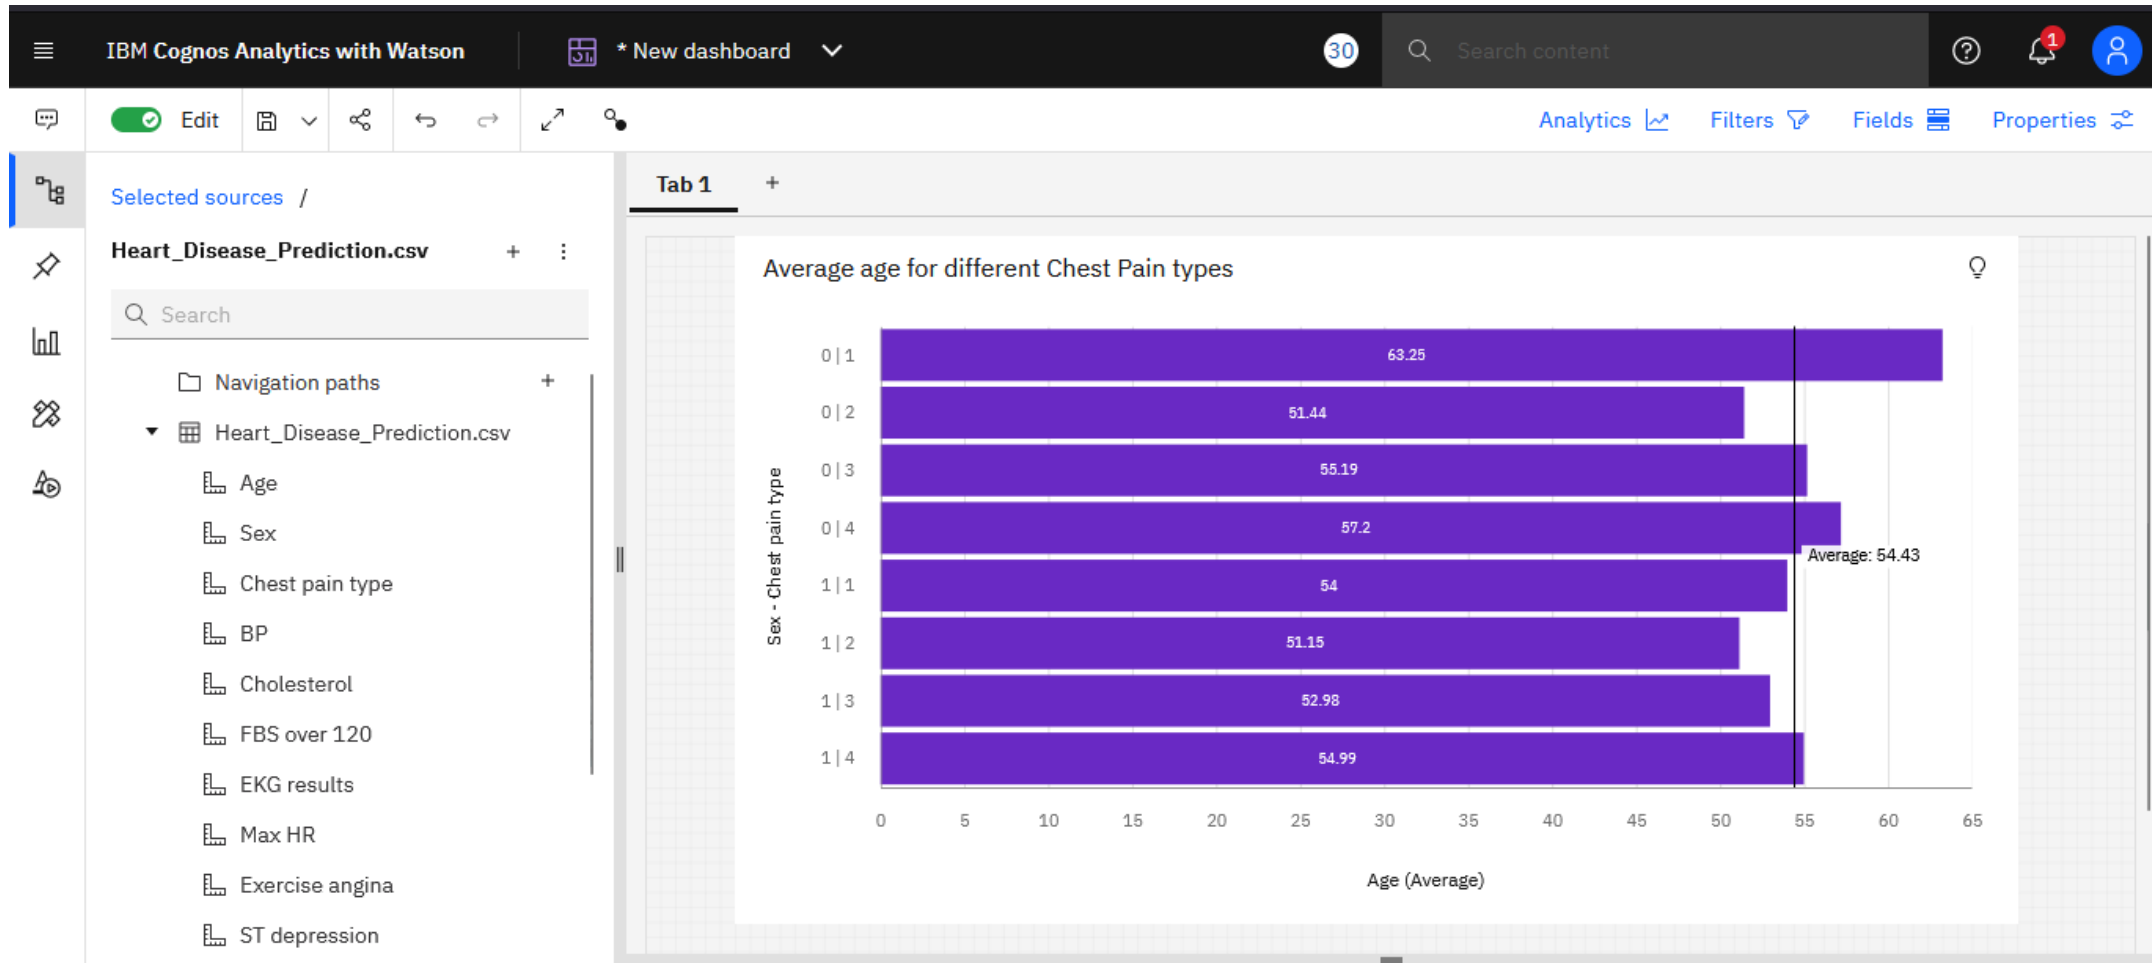 IBM Cognos Analytics with Watson
* New dashboard
30
Search content
1
Edit
Analytics
Filters
Fields
Properties
Selected sources /
Heart_Disease_Prediction.csv
Search
Navigation paths
Heart_Disease_Prediction.csv
Age
Sex
Chest pain type
BP
Cholesterol
FBS over 120
EKG results
Max HR
Exercise angina
ST depression
Tab 1
Average age for different Chest Pain types
Sex - Chest pain type
0 | 1 63.25
0 | 2 51.44
0 | 3 55.19
0 | 4 57.2
Average: 54.43
1 | 1 54
1 | 2 51.15
1 | 3 52.98
1 | 4 54.99
0 5 10 15 20 25 30 35 40 45 50 55 60 65
Age (Average)